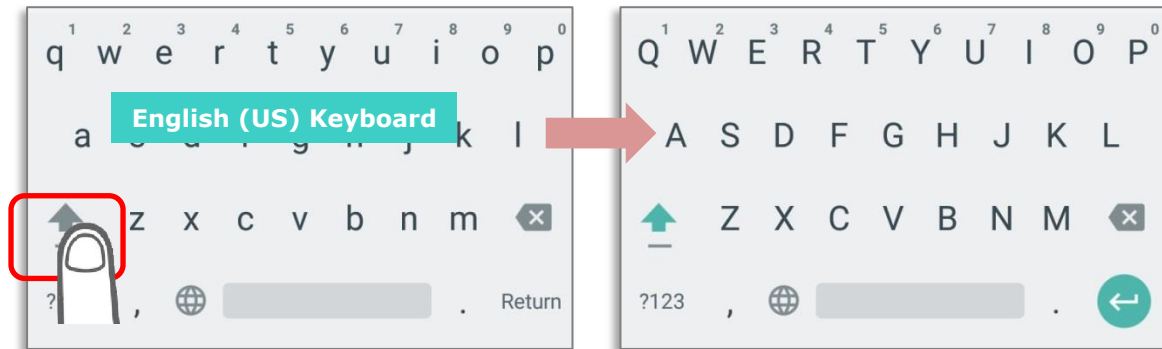 1 2 3 4 5 6 7 8 9 0
q w e r t y u i o p
English (US) Keyboard
a k l
z x c v b n m
? , . Return
1 2 3 4 5 6 7 8 9 0
Q W E R T Y U I O P
A S D F G H J K L
Z X C V B N M
?123 , .